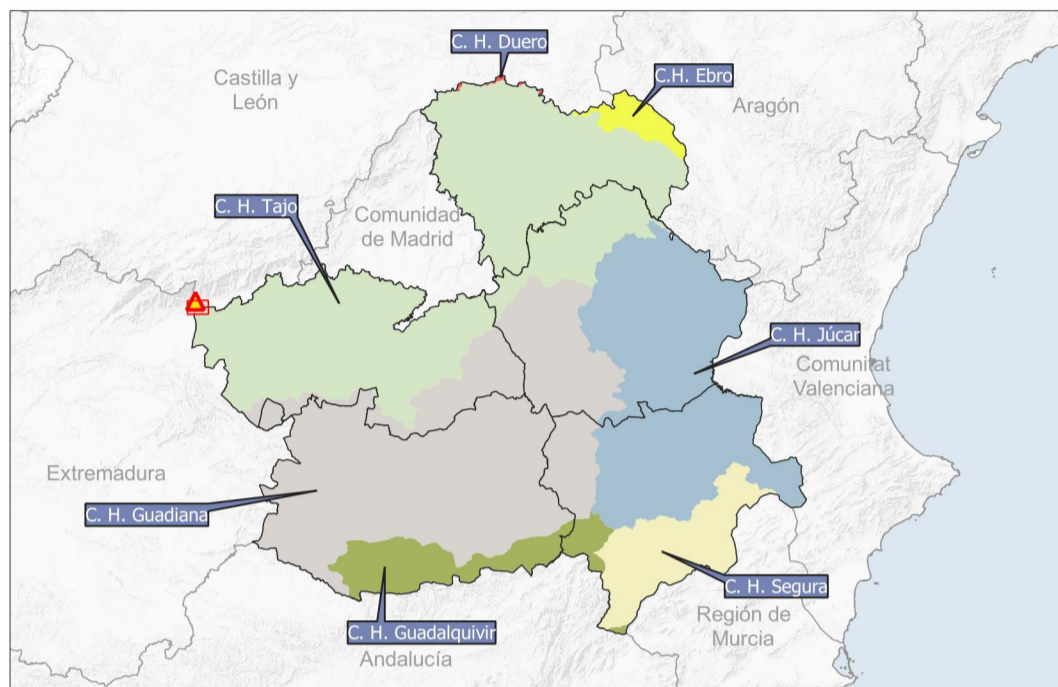 C. H. Duero
Castilla y
León
C.H. Ebro
Aragón
C. H. Tajo
Comunidad
de Madrid
C. H. Júcar
Comunitat
Valenciana
Extremadura
C. H. Guadiana
C. H. Segura
Región de
Murcia
C. H. Guadalquivir
Andalucía